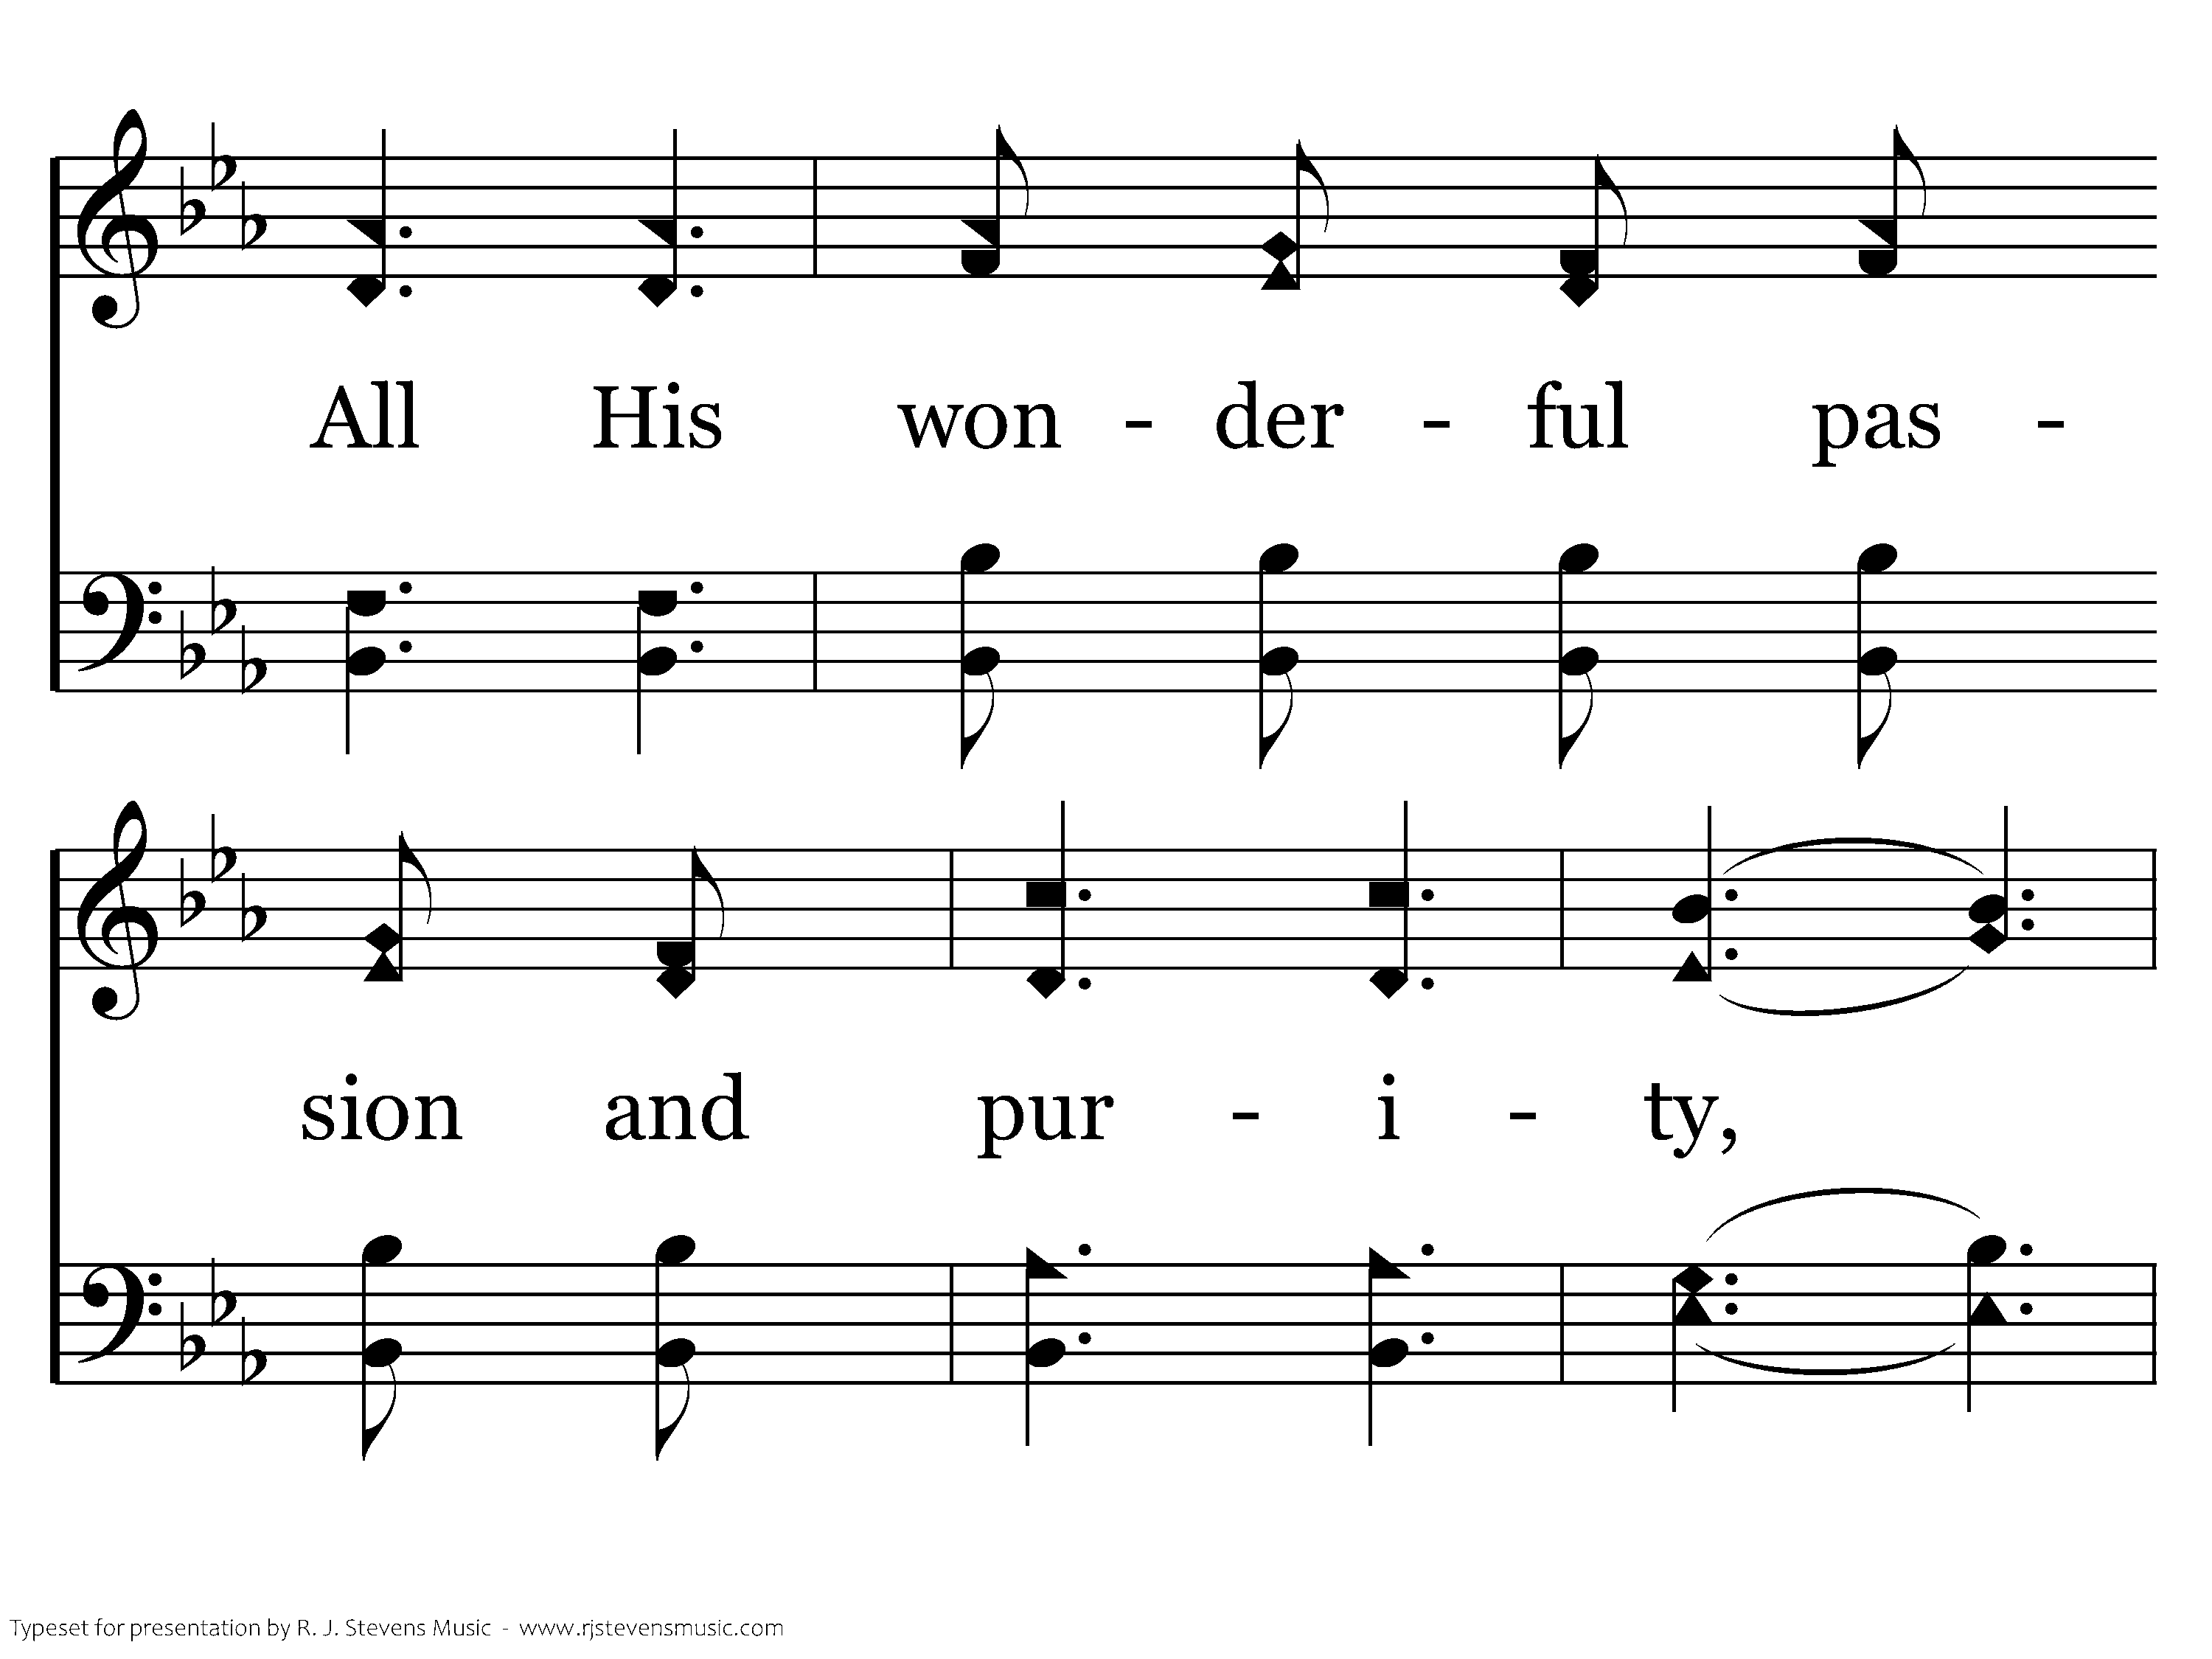 All His won - der - ful pas -
sion and pur - i - ty,
Typeset for presentation by R. J. Stevens Music - www.rjstevensmusic.com